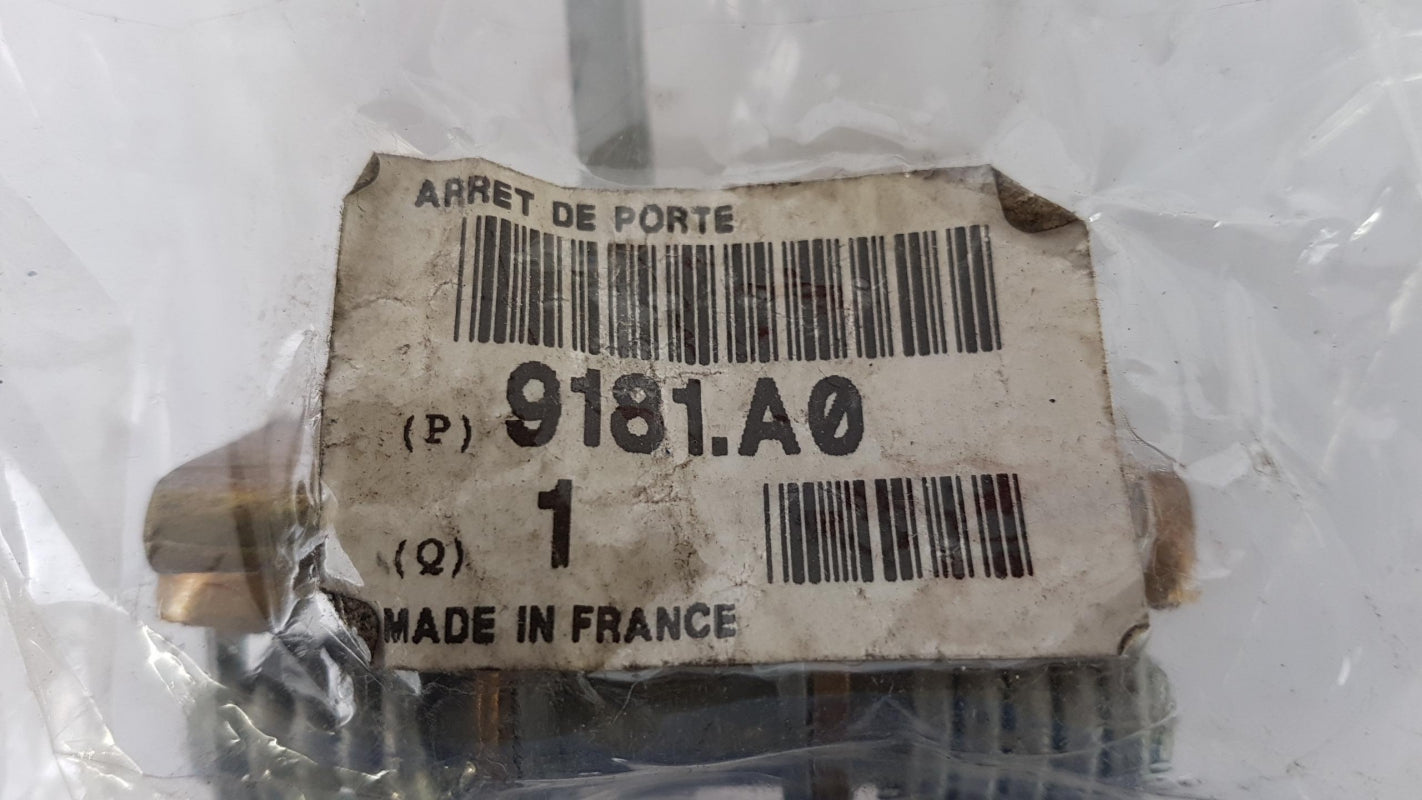 ARRET DE PORTE
(P) 9181.A0
(Q) 1
MADE IN FRANCE